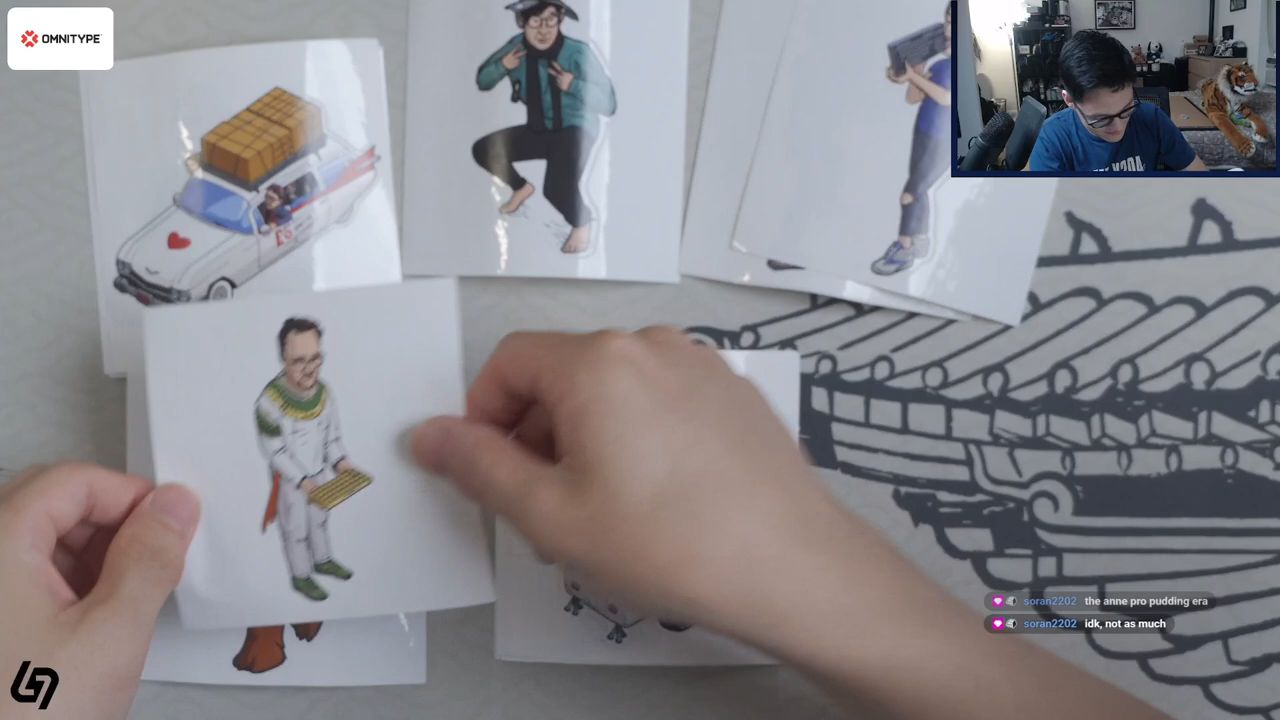 OMNITYPE
soran2202 the anne pro pudding era
soran2202 idk, not as much